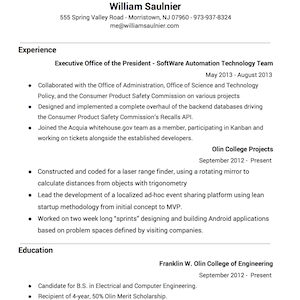 William Saulnier
555 Spring Valley Road - Morristown, NJ 07960 - 973-937-8324
me@williamsaulnier.com
Experience
Executive Office of the President - SoftWare Automation Technology Team
May 2013 - August 2013
● Collaborated with the Office of Administration, Office of Science and Technology
Policy, and the Consumer Product Safety Commission on various projects
● Designed and implemented a complete overhaul of the backend databases driving
the Consumer Product Safety Commission's Recalls API.
● Joined the Acquia whitehouse.gov team as a member, participating in Kanban and
working on tickets alongside the established developers.
Olin College Projects
September 2012 - Present
● Constructed and coded for a laser range finder, using a rotating mirror to
calculate distances from objects with trigonometry
● Lead the development of a localized ad-hoc event sharing platform using lean
startup methodology from initial concept to MVP.
● Worked on two week long “sprints” designing and building Android applications
based on problem spaces defined by visiting companies.
Education
Franklin W. Olin College of Engineering
September 2012 - Present
● Candidate for B.S. in Electrical and Computer Engineering.
● Recipient of 4-year, 50% Olin Merit Scholarship.